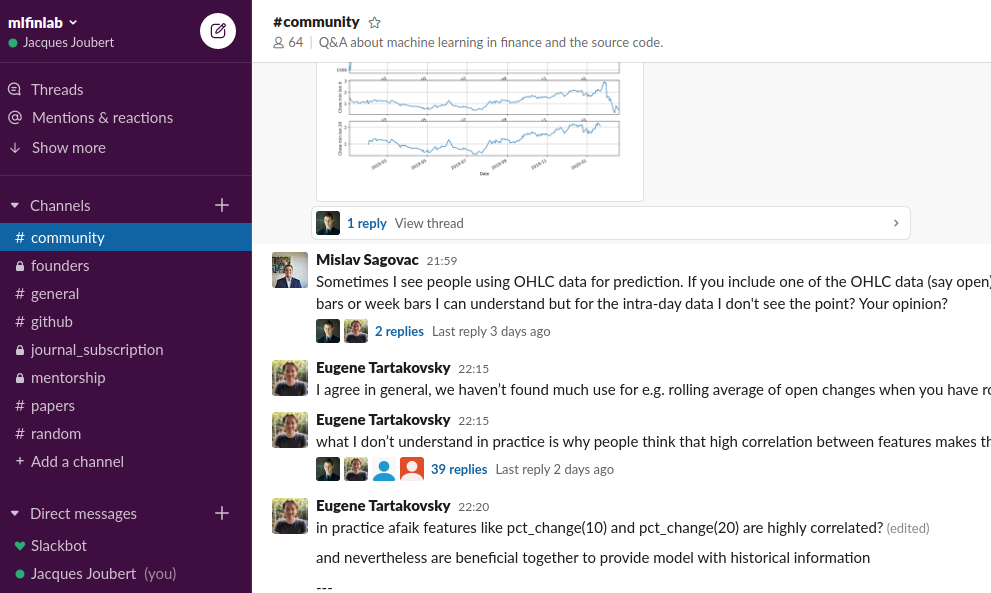 mlfinlab
Jacques Joubert
Threads
Mentions & reactions
Show more
Channels
# community
founders
# general
# github
journal_subscription
mentorship
# papers
# random
+ Add a channel
Direct messages
Slackbot
Jacques Joubert (you)
#community
64 | Q&A about machine learning in finance and the source code.
Date
1 reply View thread
Mislav Sagovac 21:59
Sometimes I see people using OHLC data for prediction. If you include one of the OHLC data (say open)
bars or week bars I can understand but for the intra-day data I don't see the point? Your opinion?
2 replies Last reply 3 days ago
Eugene Tartakovsky 22:15
I agree in general, we haven’t found much use for e.g. rolling average of open changes when you have
Eugene Tartakovsky 22:15
what I don’t understand in practice is why people think that high correlation between features makes
39 replies Last reply 2 days ago
Eugene Tartakovsky 22:20
in practice afaik features like pct_change(10) and pct_change(20) are highly correlated? (edited)
and nevertheless are beneficial together to provide model with historical information
---